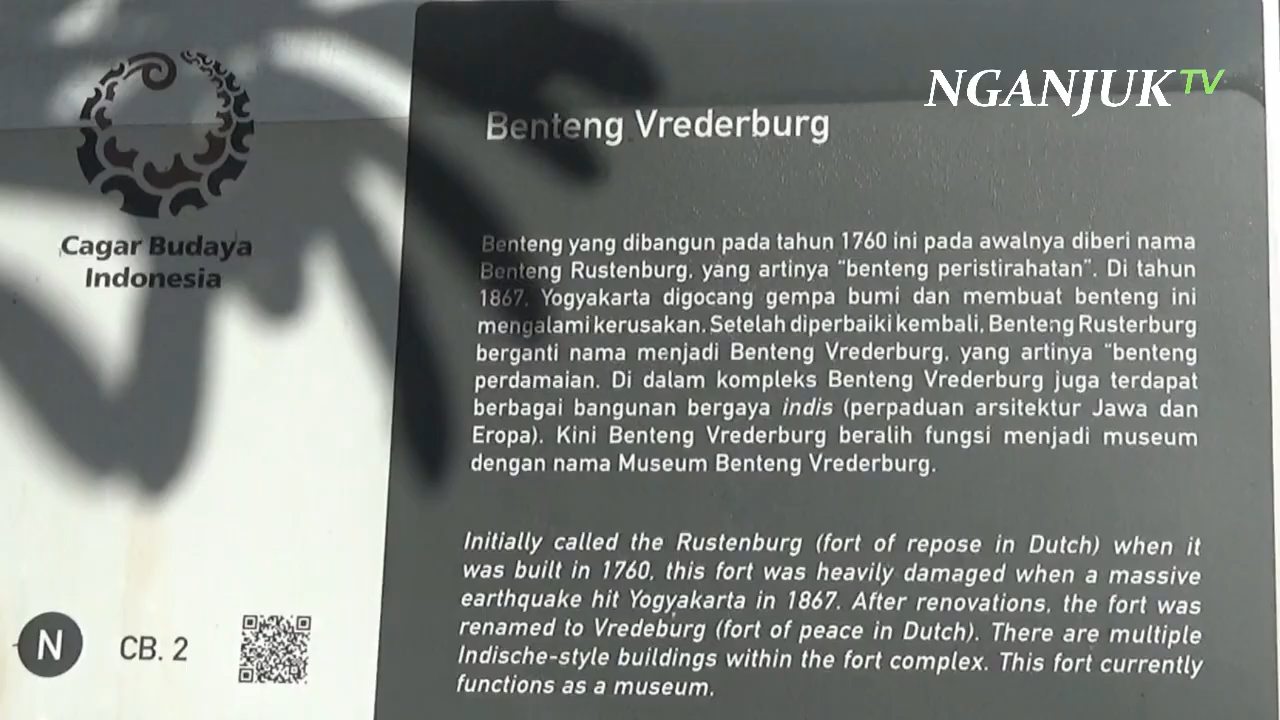 NGANJUK TV
Cagar Budaya
Indonesia
Benteng Vrederburg
Benteng yang dibangun pada tahun 1760 ini pada awalnya diberi nama
Benteng Rustenburg, yang artinya "benteng peristirahatan". Di tahun
1867, Yogyakarta digocang gempa bumi dan membuat benteng ini
mengalami kerusakan. Setelah diperbaiki kembali, Benteng Rusterburg
berganti nama menjadi Benteng Vrederburg, yang artinya "benteng
perdamaian. Di dalam kompleks Benteng Vrederburg juga terdapat
berbagai bangunan bergaya indis (perpaduan arsitektur Jawa dan
Eropa). Kini Benteng Vrederburg beralih fungsi menjadi museum
dengan nama Museum Benteng Vrederburg.
Initially called the Rustenburg (fort of repose in Dutch) when it
was built in 1760, this fort was heavily damaged when a massive
earthquake hit Yogyakarta in 1867. After renovations, the fort was
renamed to Vredeburg (fort of peace in Dutch). There are multiple
Indische-style buildings within the fort complex. This fort currently
functions as a museum.
N CB. 2